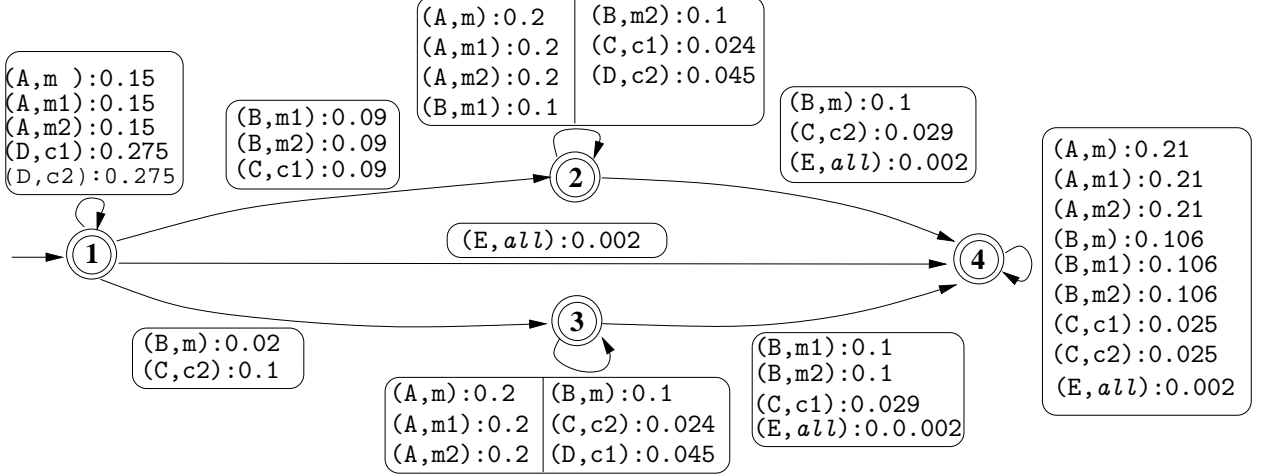 (A,m):0.2 (B,m2):0.1
(A,m1):0.2 (C,c1):0.024
(A,m2):0.2 (D,c2):0.045
(B,m1):0.1
(A,m ):0.15
(A,m1):0.15
(A,m2):0.15
(D,c1):0.275
(D,c2):0.275
(B,m1):0.09
(B,m2):0.09
(C,c1):0.09
(B,m):0.1
(C,c2):0.029
(E,all):0.002
2
1
(E,all):0.002
4
(A,m):0.21
(A,m1):0.21
(A,m2):0.21
(B,m):0.106
(B,m1):0.106
(B,m2):0.106
(C,c1):0.025
(C,c2):0.025
(E,all):0.002
3
(B,m):0.02
(C,c2):0.1
(B,m1):0.1
(B,m2):0.1
(C,c1):0.029
(E,all):0.0.002
(A,m):0.2 (B,m):0.1
(A,m1):0.2 (C,c2):0.024
(A,m2):0.2 (D,c1):0.045